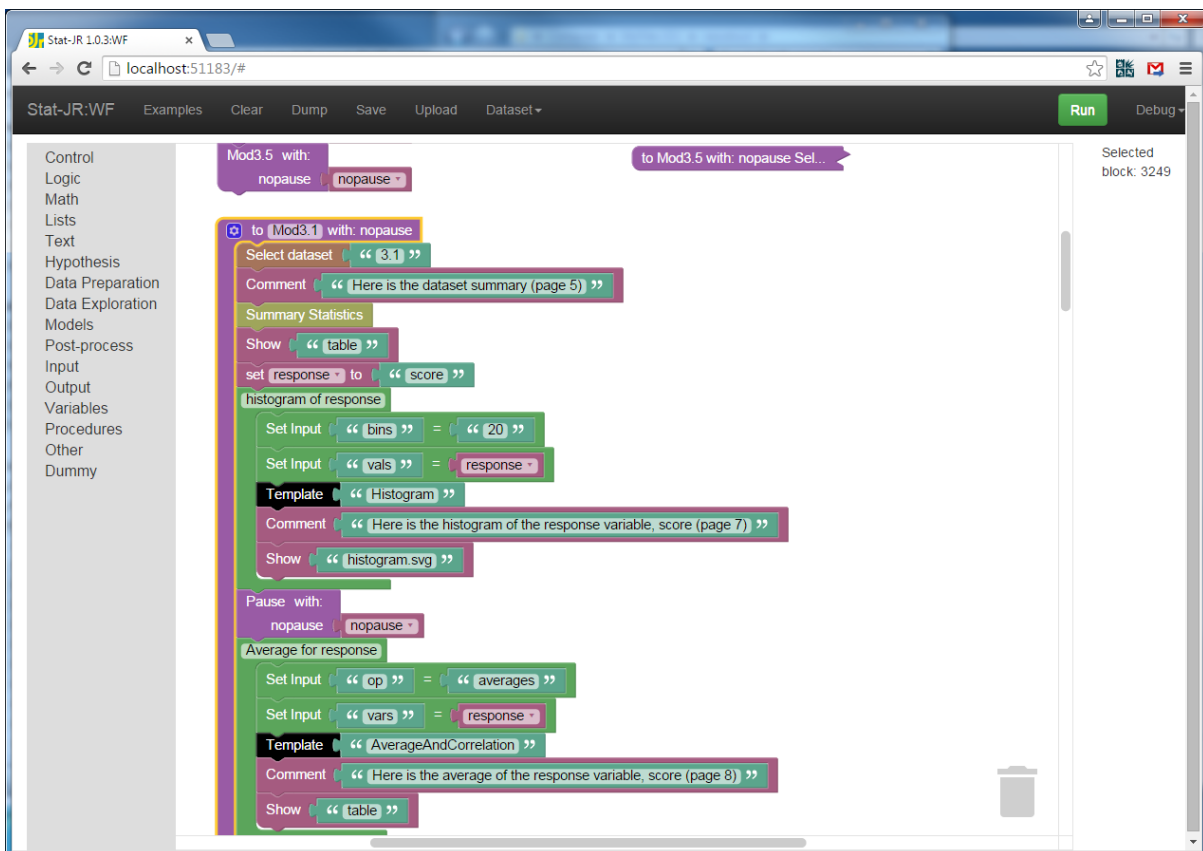 Stat-JR 1.0.3:WF
localhost:51183/#
Stat-JR:WF Examples Clear Dump Save Upload Dataset Run Debug
Control
Logic
Math
Lists
Text
Hypothesis
Data Preparation
Data Exploration
Models
Post-process
Input
Output
Variables
Procedures
Other
Dummy
Mod3.5 with:
nopause nopause
to Mod3.5 with: nopause Sel...
to Mod3.1 with: nopause
Select dataset “ 3.1 ”
Comment “ Here is the dataset summary (page 5) ”
Summary Statistics
Show “ table ”
set response to “ score ”
histogram of response
Set Input “ bins ” = “ 20 ”
Set Input “ vals ” = response
Template “ Histogram ”
Comment “ Here is the histogram of the response variable, score (page 7) ”
Show “ histogram.svg ”
Pause with:
nopause nopause
Average for response
Set Input “ op ” = “ averages ”
Set Input “ vars ” = response
Template “ AverageAndCorrelation ”
Comment “ Here is the average of the response variable, score (page 8) ”
Show “ table ”
Selected
block: 3249